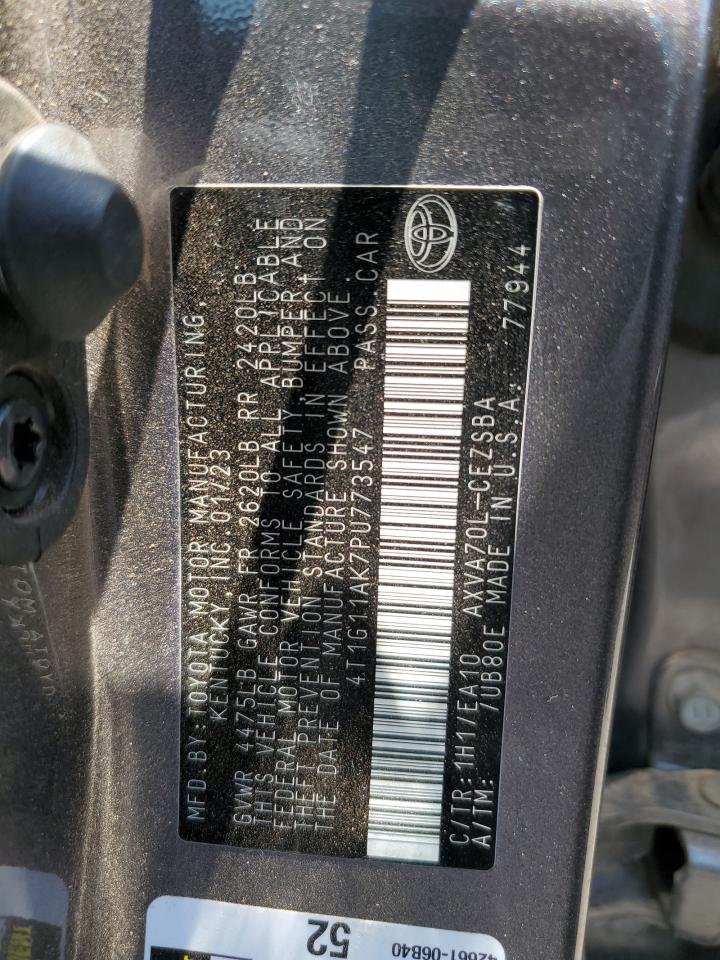 MFD.BY: TOYOTA MOTOR MANUFACTURING,
KENTUCKY, INC 01/23
GVWR 4475LB GAWR FR 2620LB RR 2420LB
THIS VEHICLE CONFORMS TO ALL APPLICABLE
FEDERAL MOTOR VEHICLE SAFETY, BUMPER AND
THEFT PREVENTION STANDARDS IN EFFECT ON
THE DATE OF MANUFACTURE SHOWN ABOVE.
4T1G11AK7PU773547 PASS.CAR
C/TR: 1H1/EA10 AXVA70L-CEZSBA
A/TM: 7UB80E MADE IN U.S.A. 77944
52
42661-06B40